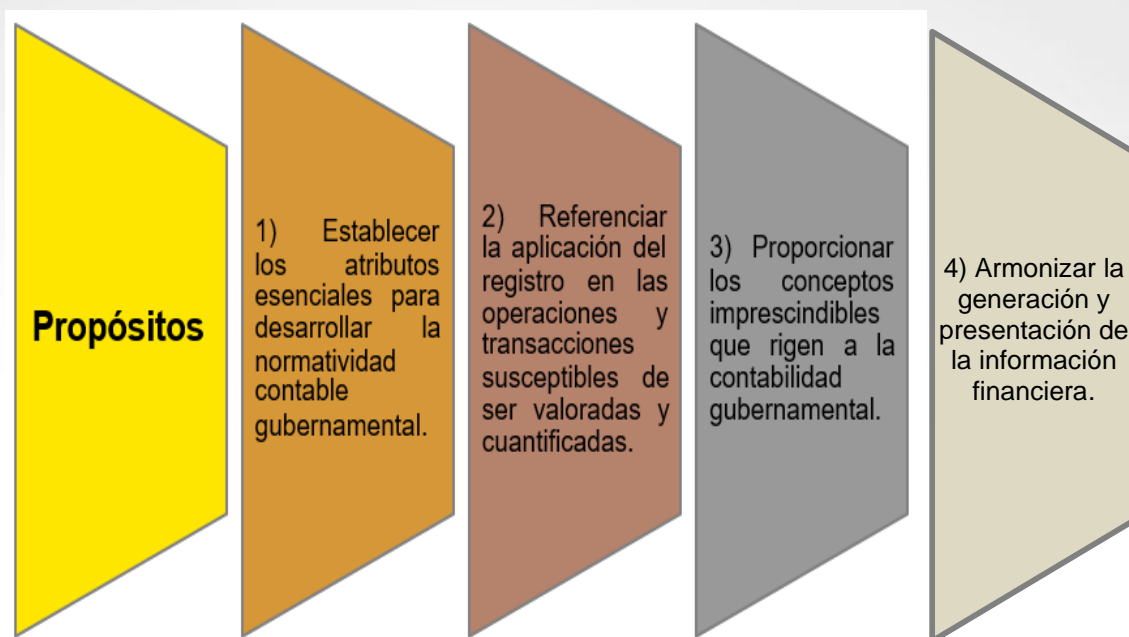 Propósitos
1) Establecer
los atributos
esenciales para
desarrollar la
normatividad
contable
gubernamental.
2) Referenciar
la aplicación del
registro en las
operaciones y
transacciones
susceptibles de
ser valoradas y
cuantificadas.
3) Proporcionar
los conceptos
imprescindibles
que rigen a la
contabilidad
gubernamental.
4) Armonizar la
generación y
presentación de
la información
financiera.